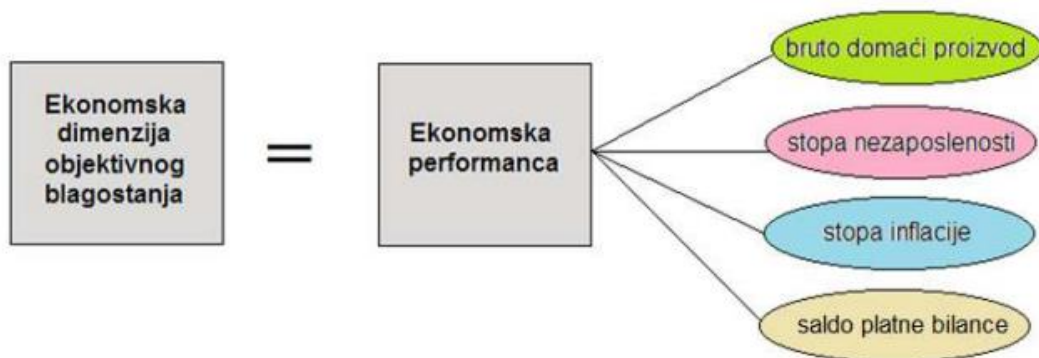 Ekonomska
dimenzija
objektivnog
blagostanja
=
Ekonomska
performanca
bruto domaći proizvod
stopa nezaposlenosti
stopa inflacije
saldo platne bilance